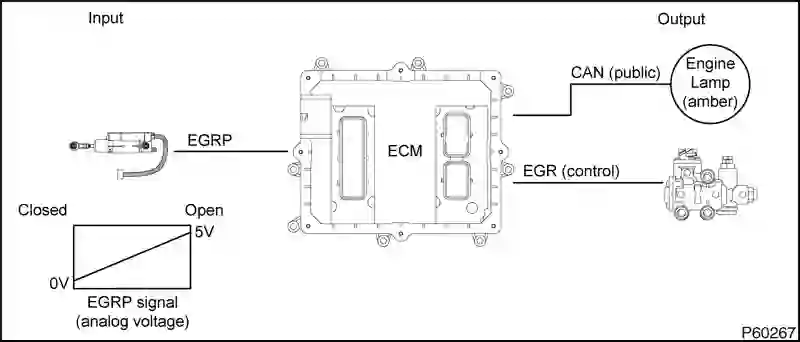 Input
Output
CAN (public)
Engine
Lamp
(amber)
EGRP
ECM
EGR (control)
Closed
Open
5V
0V
EGRP signal
(analog voltage)
P60267